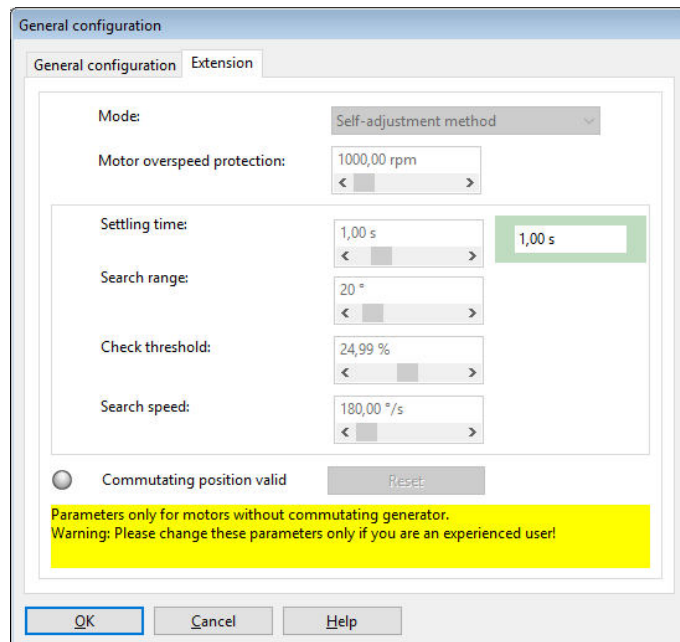 General configuration
General configuration
Extension
Mode:
Self-adjustment method
Motor overspeed protection:
1000,00 rpm
Settling time:
1,00 s
1,00 s
Search range:
20 °
Check threshold:
24,99 %
Search speed:
180,00 °/s
Commutating position valid
Reset
Parameters only for motors without commutating generator.
Warning: Please change these parameters only if you are an experienced user!
OK
Cancel
Help